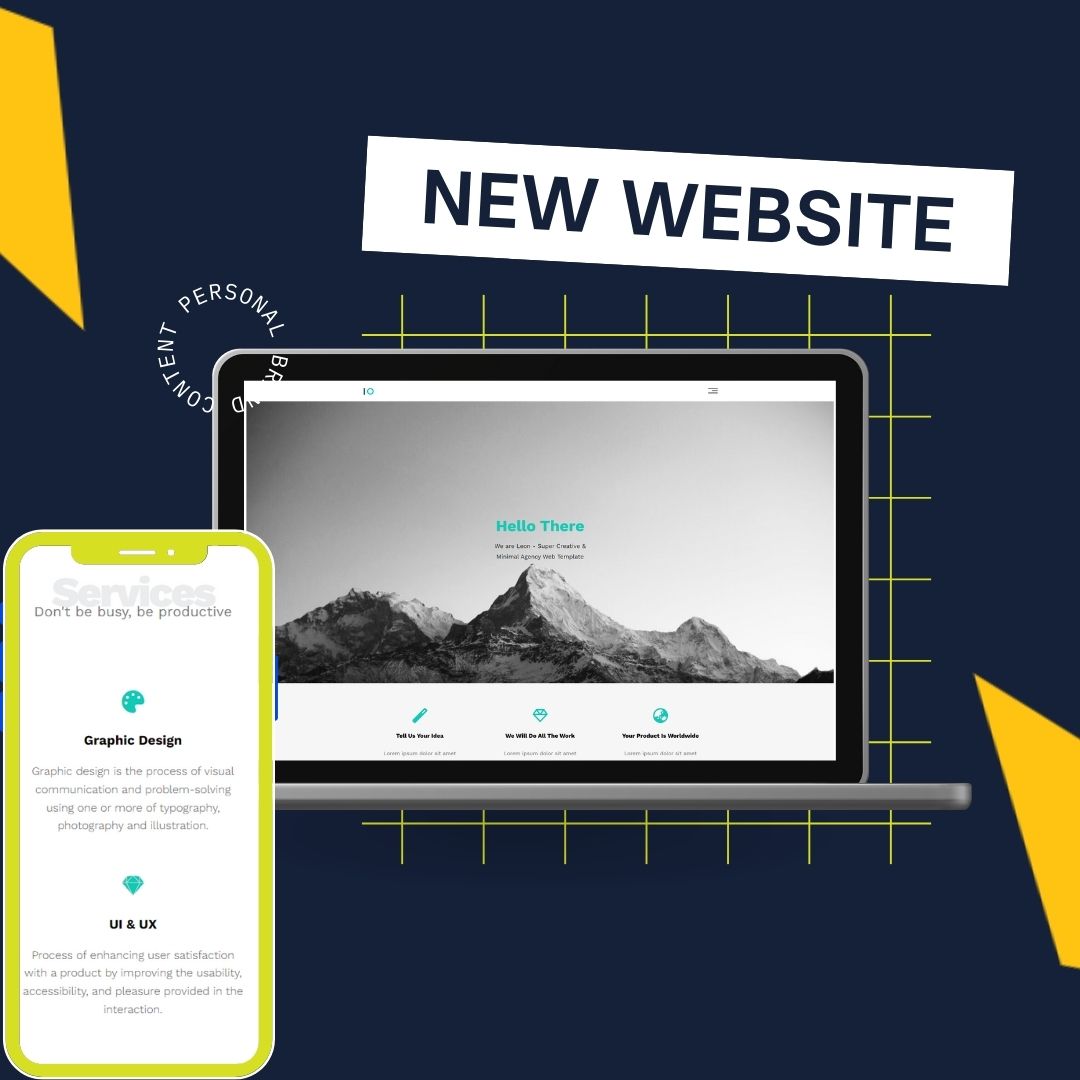 NEW WEBSITE
PERSONAL BRAND CONTENT
IO
Hello There
We are Leon - Super Creative &
Minimal Agency Web Template
Tell Us Your Idea
We Will Do All The Work
Your Product Is Worldwide
Lorem ipsum dolor sit amet
Lorem ipsum dolor sit amet
Lorem ipsum dolor sit amet
Services
Don't be busy, be productive
Graphic Design
Graphic design is the process of visual
communication and problem-solving
using one or more of typography,
photography and illustration.
UI & UX
Process of enhancing user satisfaction
with a product by improving the usability,
accessibility, and pleasure provided in the
interaction.